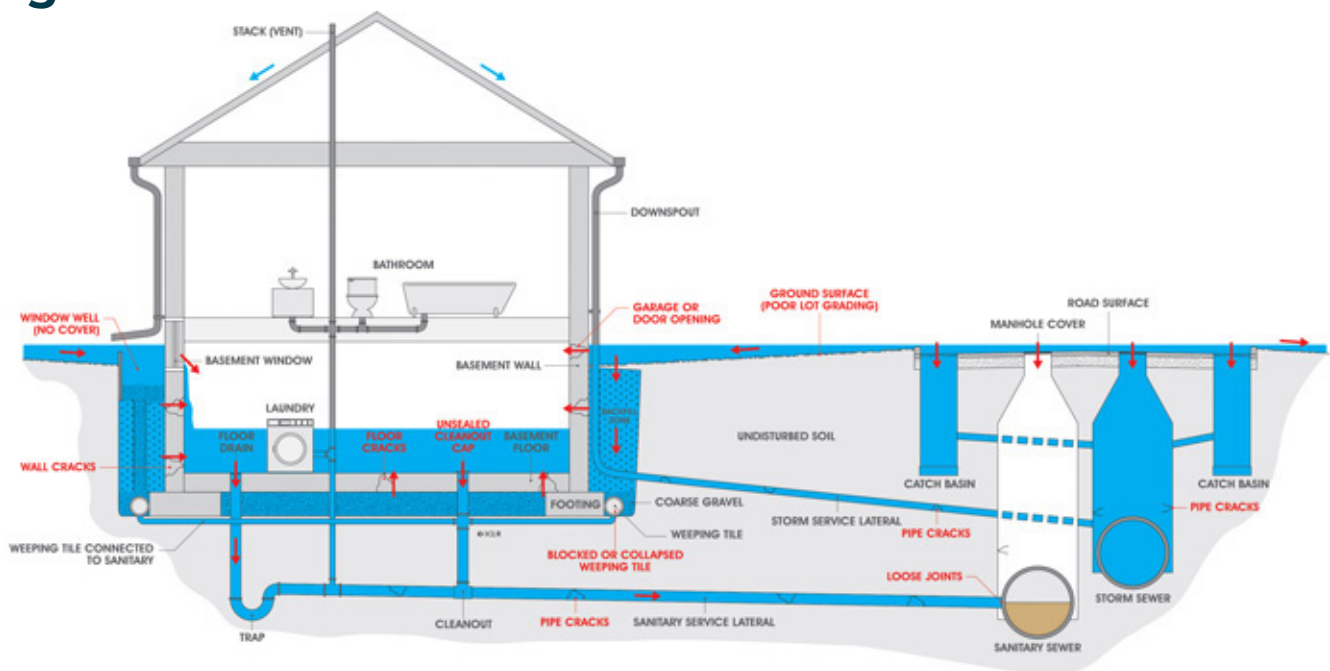 g
STACK (VENT)
DOWNSPOUT
BATHROOM
WINDOW WELL
(NO COVER)
BASEMENT WINDOW
GARAGE OR
DOOR OPENING
BASEMENT WALL
GROUND SURFACE
(POOR LOT GRADING)
ROAD SURFACE
MANHOLE COVER
LAUNDRY
FLOOR
DRAIN
FLOOR
CRACKS
UNSEALED
CLEANOUT
CAP
BASEMENT
FLOOR
BACKFILL
ZONE
UNDISTURBED SOIL
WALL CRACKS
CATCH BASIN
CATCH BASIN
FOOTING
COARSE GRAVEL
STORM SERVICE LATERAL
PIPE CRACKS
PIPE CRACKS
WEEPING TILE CONNECTED
TO SANITARY
© ICLR
WEEPING TILE
BLOCKED OR COLLAPSED
WEEPING TILE
LOOSE JOINTS
STORM SEWER
TRAP
CLEANOUT
PIPE CRACKS
SANITARY SERVICE LATERAL
SANITARY SEWER